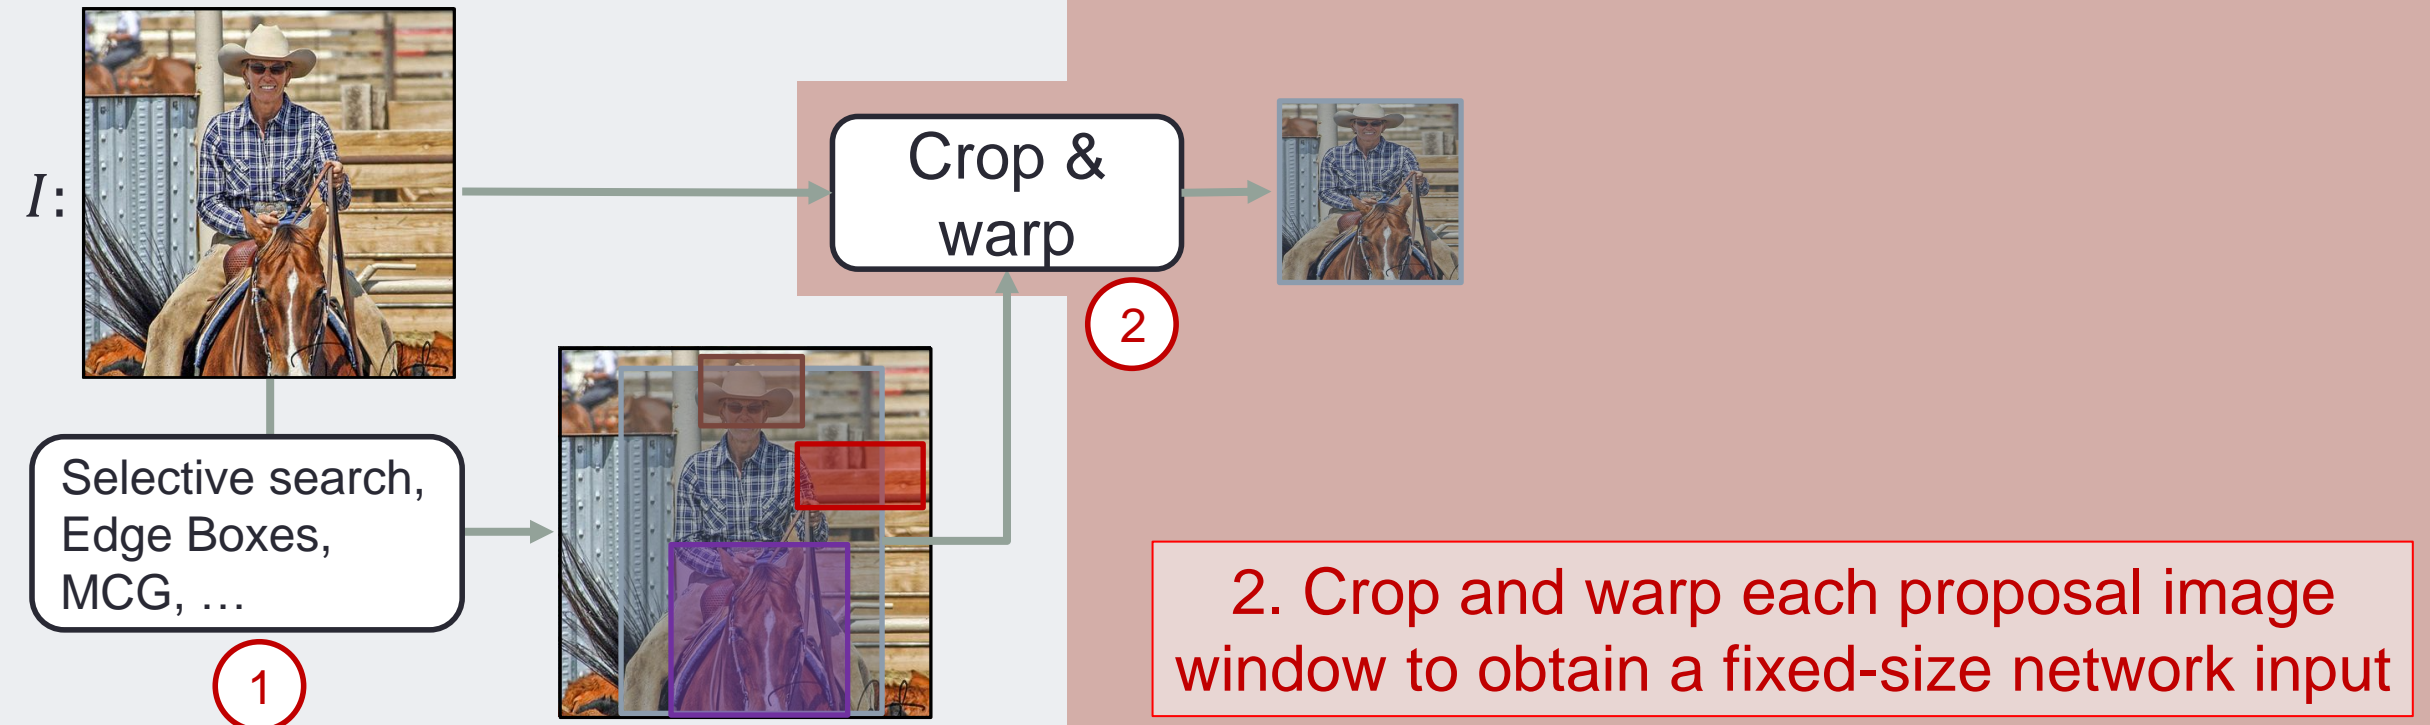 I:
Crop &
warp
2
Selective search,
Edge Boxes,
MCG, …
1
2. Crop and warp each proposal image
window to obtain a fixed-size network input